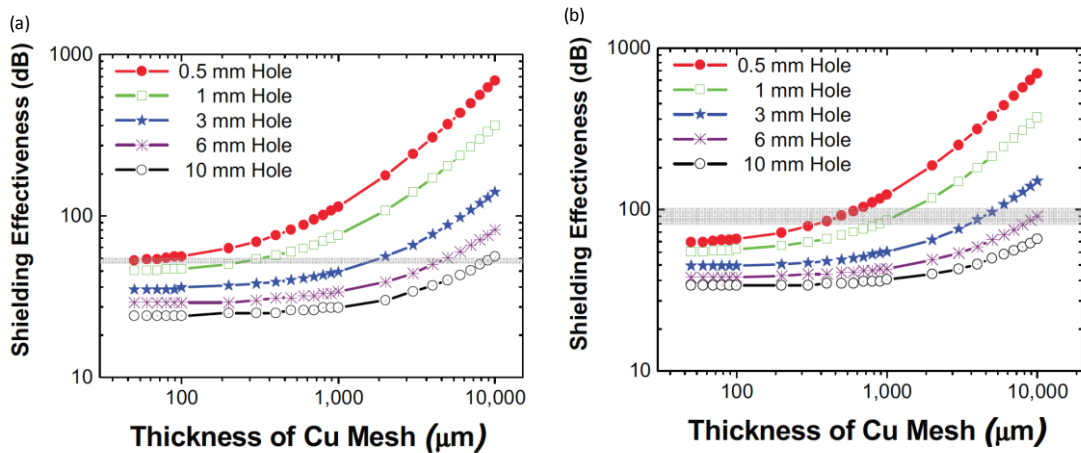 (a)
Shielding Effectiveness (dB)
1000
100
10
0.5 mm Hole
1 mm Hole
3 mm Hole
6 mm Hole
10 mm Hole
100
1,000
10,000
Thickness of Cu Mesh (μm)
(b)
Shielding Effectiveness (dB)
1000
100
10
0.5 mm Hole
1 mm Hole
3 mm Hole
6 mm Hole
10 mm Hole
100
1,000
10,000
Thickness of Cu Mesh (μm)